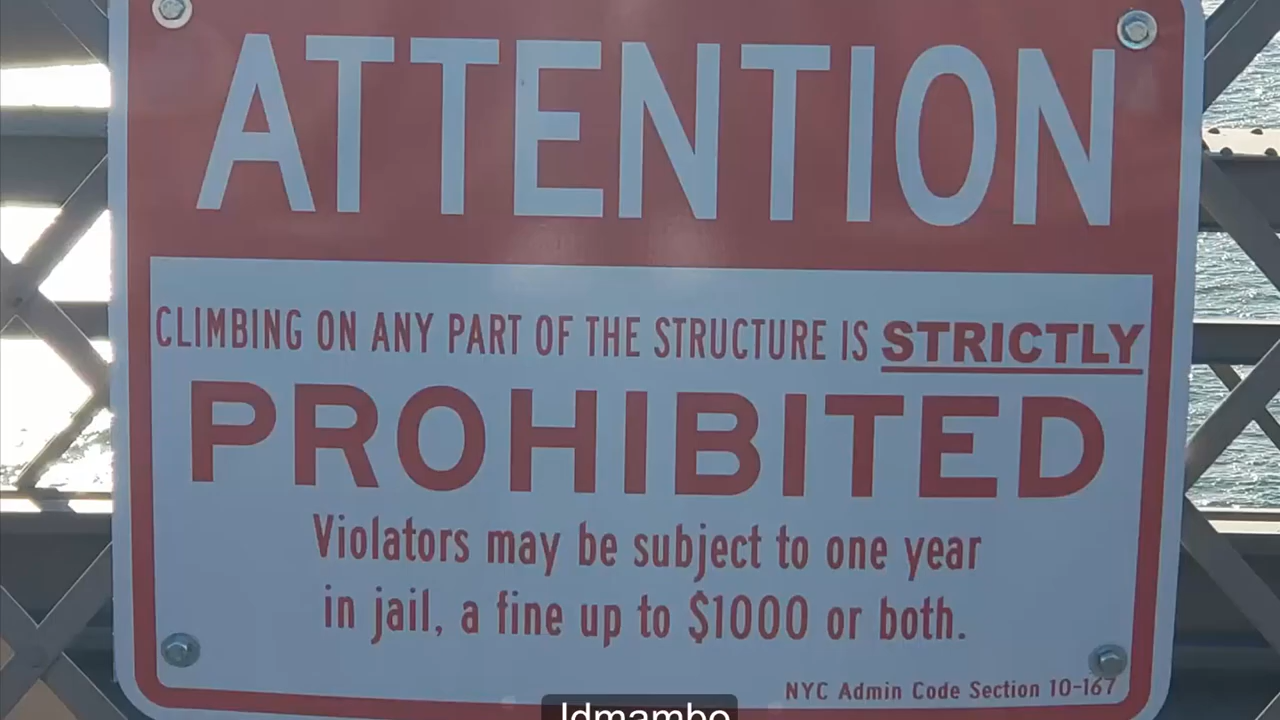 ATTENTION
CLIMBING ON ANY PART OF THE STRUCTURE IS STRICTLY
PROHIBITED
Violators may be subject to one year
in jail, a fine up to $1000 or both.
NYC Admin Code Section 10-167